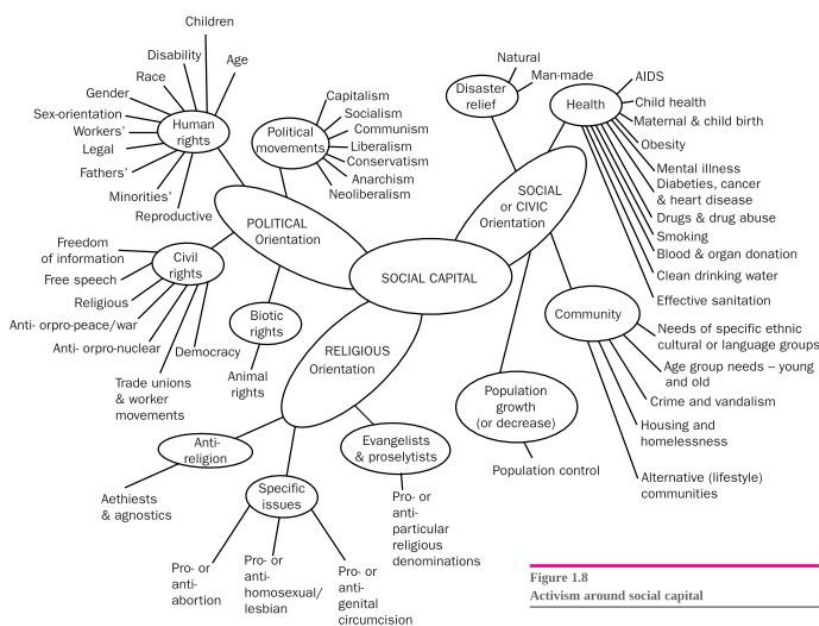 Children
Disability
Age
Race
Gender
Sex-orientation
Workers’
Legal
Fathers’
Minorities’
Reproductive
Human
rights
Political
movements
Capitalism
Socialism
Communism
Liberalism
Conservatism
Anarchism
Neoliberalism
POLITICAL
Orientation
Freedom
of information
Free speech
Religious
Anti- orpro-peace/war
Anti- orpro-nuclear
Trade unions
& worker
movements
Democracy
Civil
rights
Biotic
rights
Animal
rights
SOCIAL CAPITAL
SOCIAL
or CIVIC
Orientation
Disaster
relief
Natural
Man-made
Health
AIDS
Child health
Maternal & child birth
Obesity
Mental illness
Diabeties, cancer
& heart disease
Drugs & drug abuse
Smoking
Blood & organ donation
Clean drinking water
Effective sanitation
Community
Needs of specific ethnic
cultural or language groups
Age group needs – young
and old
Crime and vandalism
Housing and
homelessness
Alternative (lifestyle)
communities
Population
growth
(or decrease)
Population control
RELIGIOUS
Orientation
Anti-
religion
Aethiests
& agnostics
Specific
issues
Pro- or
anti-
abortion
Pro- or
anti-
homosexual/
lesbian
Pro- or
anti-
genital
circumcision
Evangelists
& proselytists
Pro- or
anti-
particular
religious
denominations
Figure 1.8
Activism around social capital